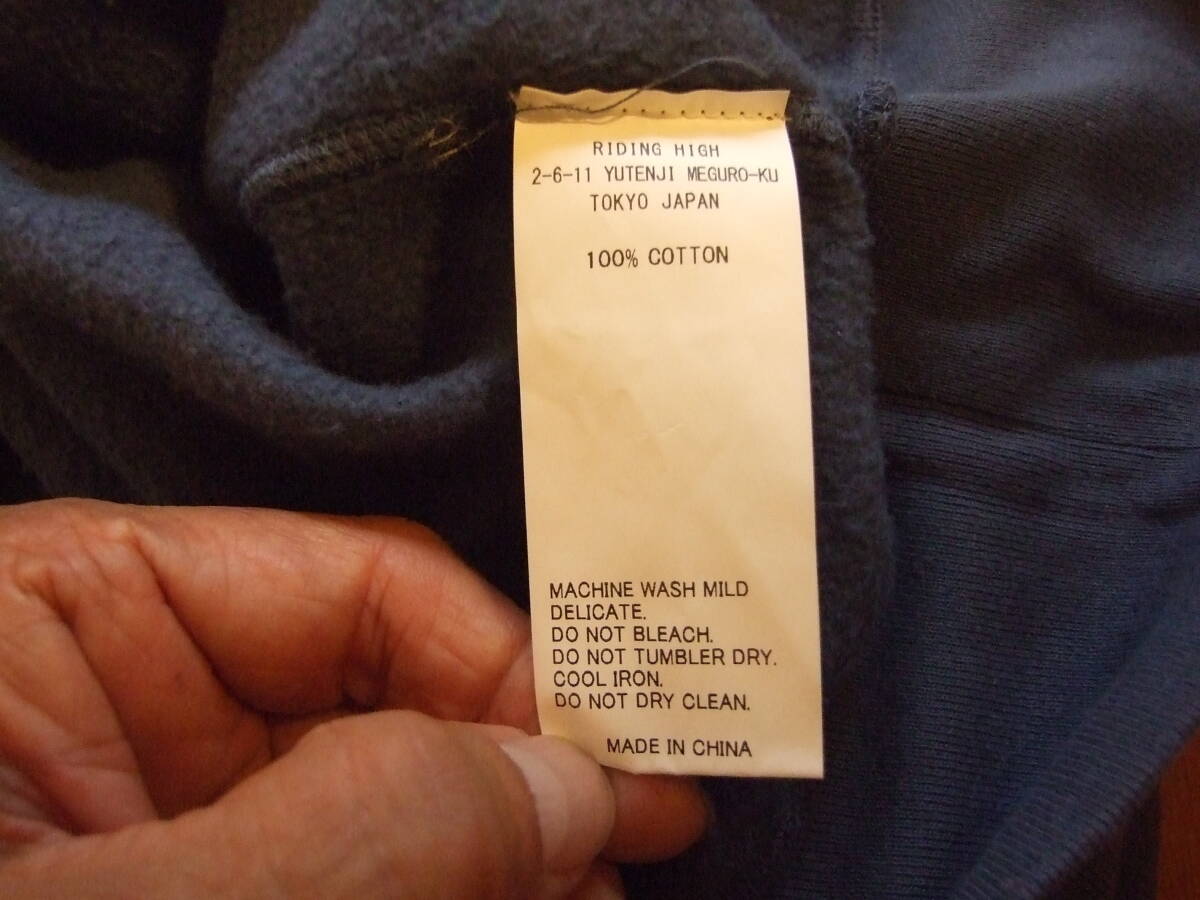 RIDING HIGH
2-6-11 YUTENJI MEGURO-KU
TOKYO JAPAN
100% COTTON
MACHINE WASH MILD
DELICATE.
DO NOT BLEACH.
DO NOT TUMBLER DRY.
COOL IRON.
DO NOT DRY CLEAN.
MADE IN CHINA